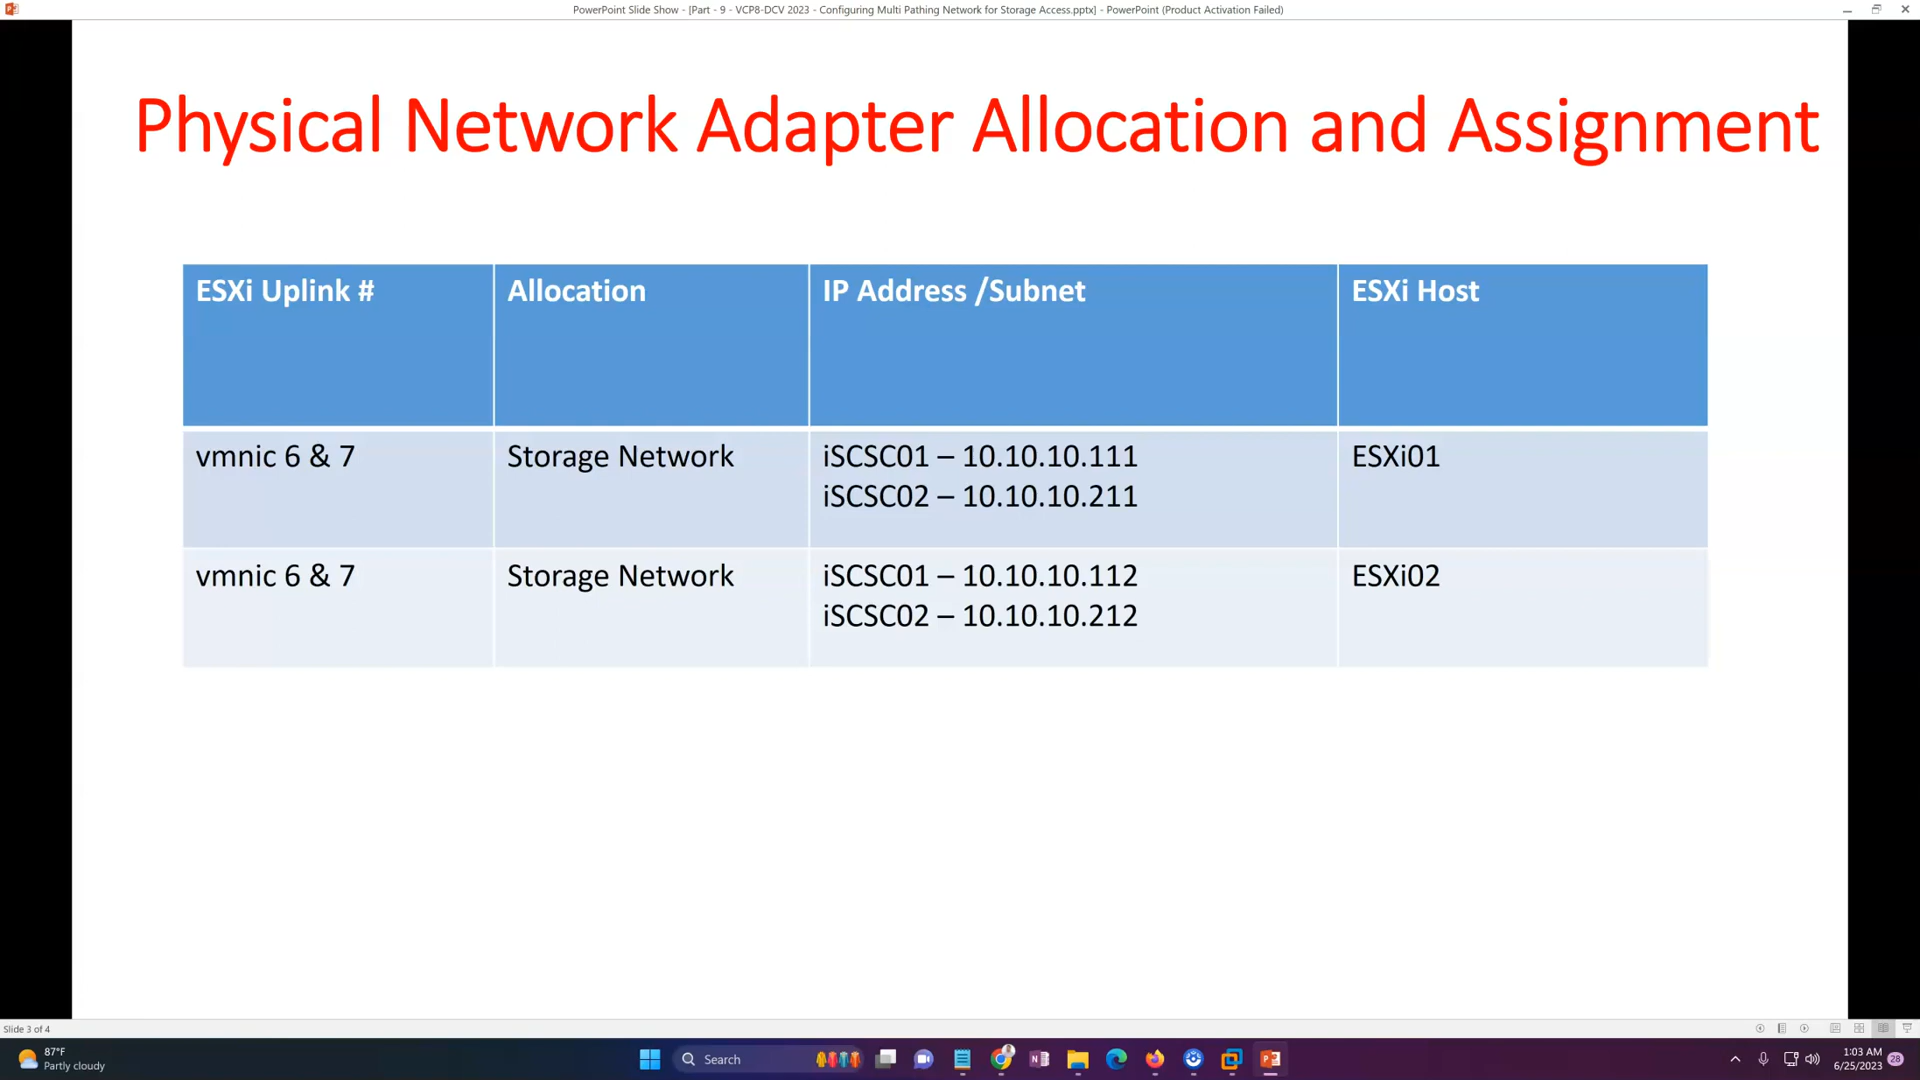 PowerPoint Slide Show - [Part - 9 - VCP8-DCV 2023 - Configuring Multi Pathing Network for Storage Access.pptx] - PowerPoint (Product Activation Failed)
Physical Network Adapter Allocation and Assignment
ESXi Uplink # Allocation IP Address /Subnet ESXi Host
vmnic 6 & 7 Storage Network iSCSC01 – 10.10.10.111 ESXi01
iSCSC02 – 10.10.10.211
vmnic 6 & 7 Storage Network iSCSC01 – 10.10.10.112 ESXi02
iSCSC02 – 10.10.10.212
Slide 3 of 4
87°F
Partly cloudy
Search
1:03 AM
6/25/2023
28